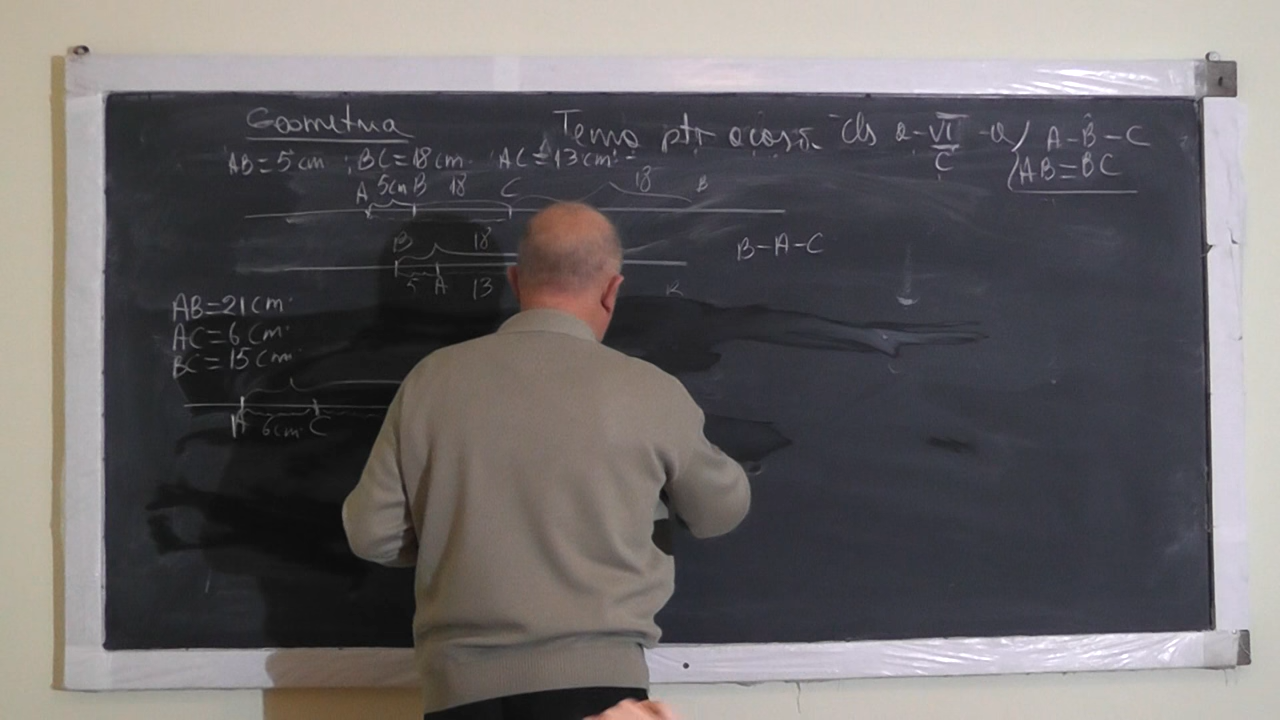 Geometria
Tema ptr acasă cls a-VI-a
C
A-B-C
AB=BC
AB=5cm ; BC=18cm AC=13cm
A 5cm B 18 C 18 B
B 18
5 A 13
B-A-C
AB=21cm
AC=6cm
BC=15cm
A 6cm C